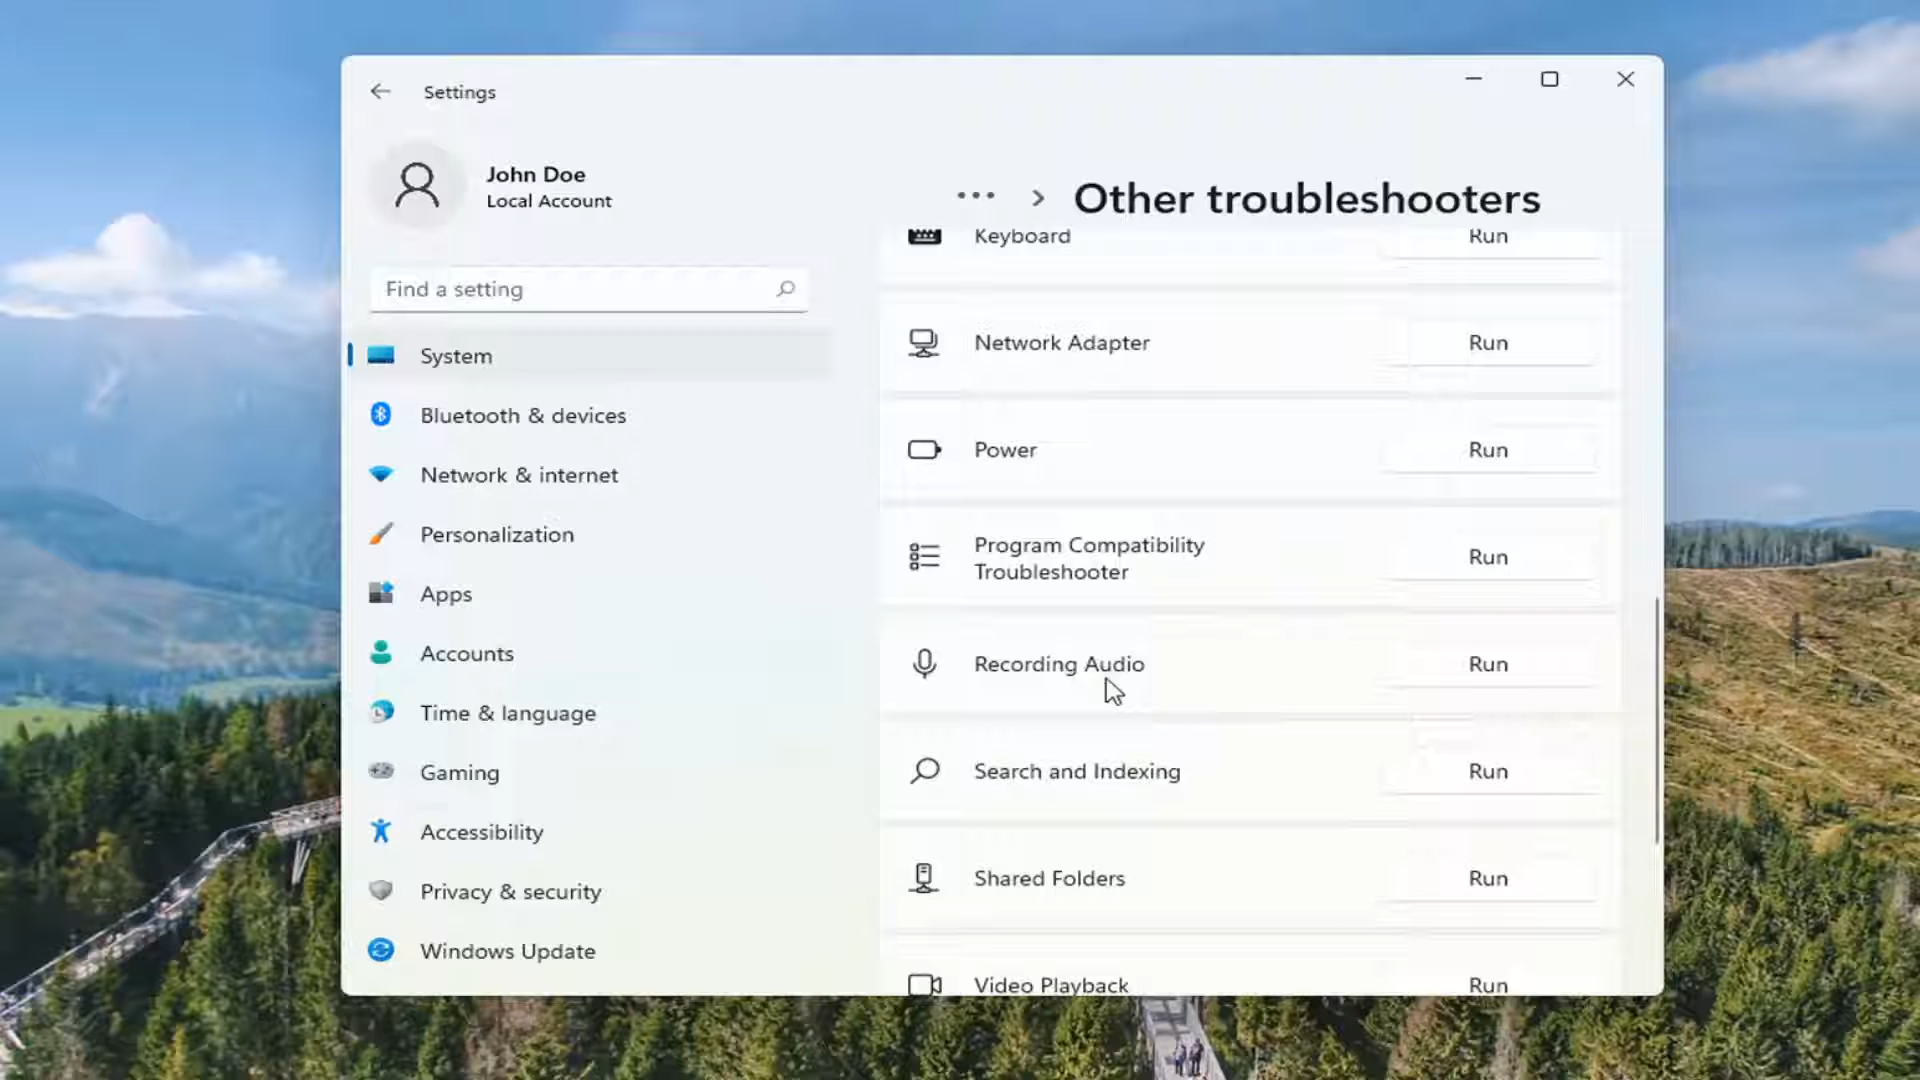 Settings
John Doe
Local Account
Find a setting
System
Bluetooth & devices
Network & internet
Personalization
Apps
Accounts
Time & language
Gaming
Accessibility
Privacy & security
Windows Update
... > Other troubleshooters
Keyboard Run
Network Adapter Run
Power Run
Program Compatibility
Troubleshooter Run
Recording Audio Run
Search and Indexing Run
Shared Folders Run
Video Playback Run